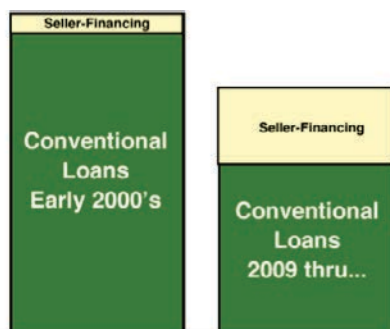 Seller-Financing
Conventional
Loans
Early 2000's
Seller-Financing
Conventional
Loans
2009 thru...